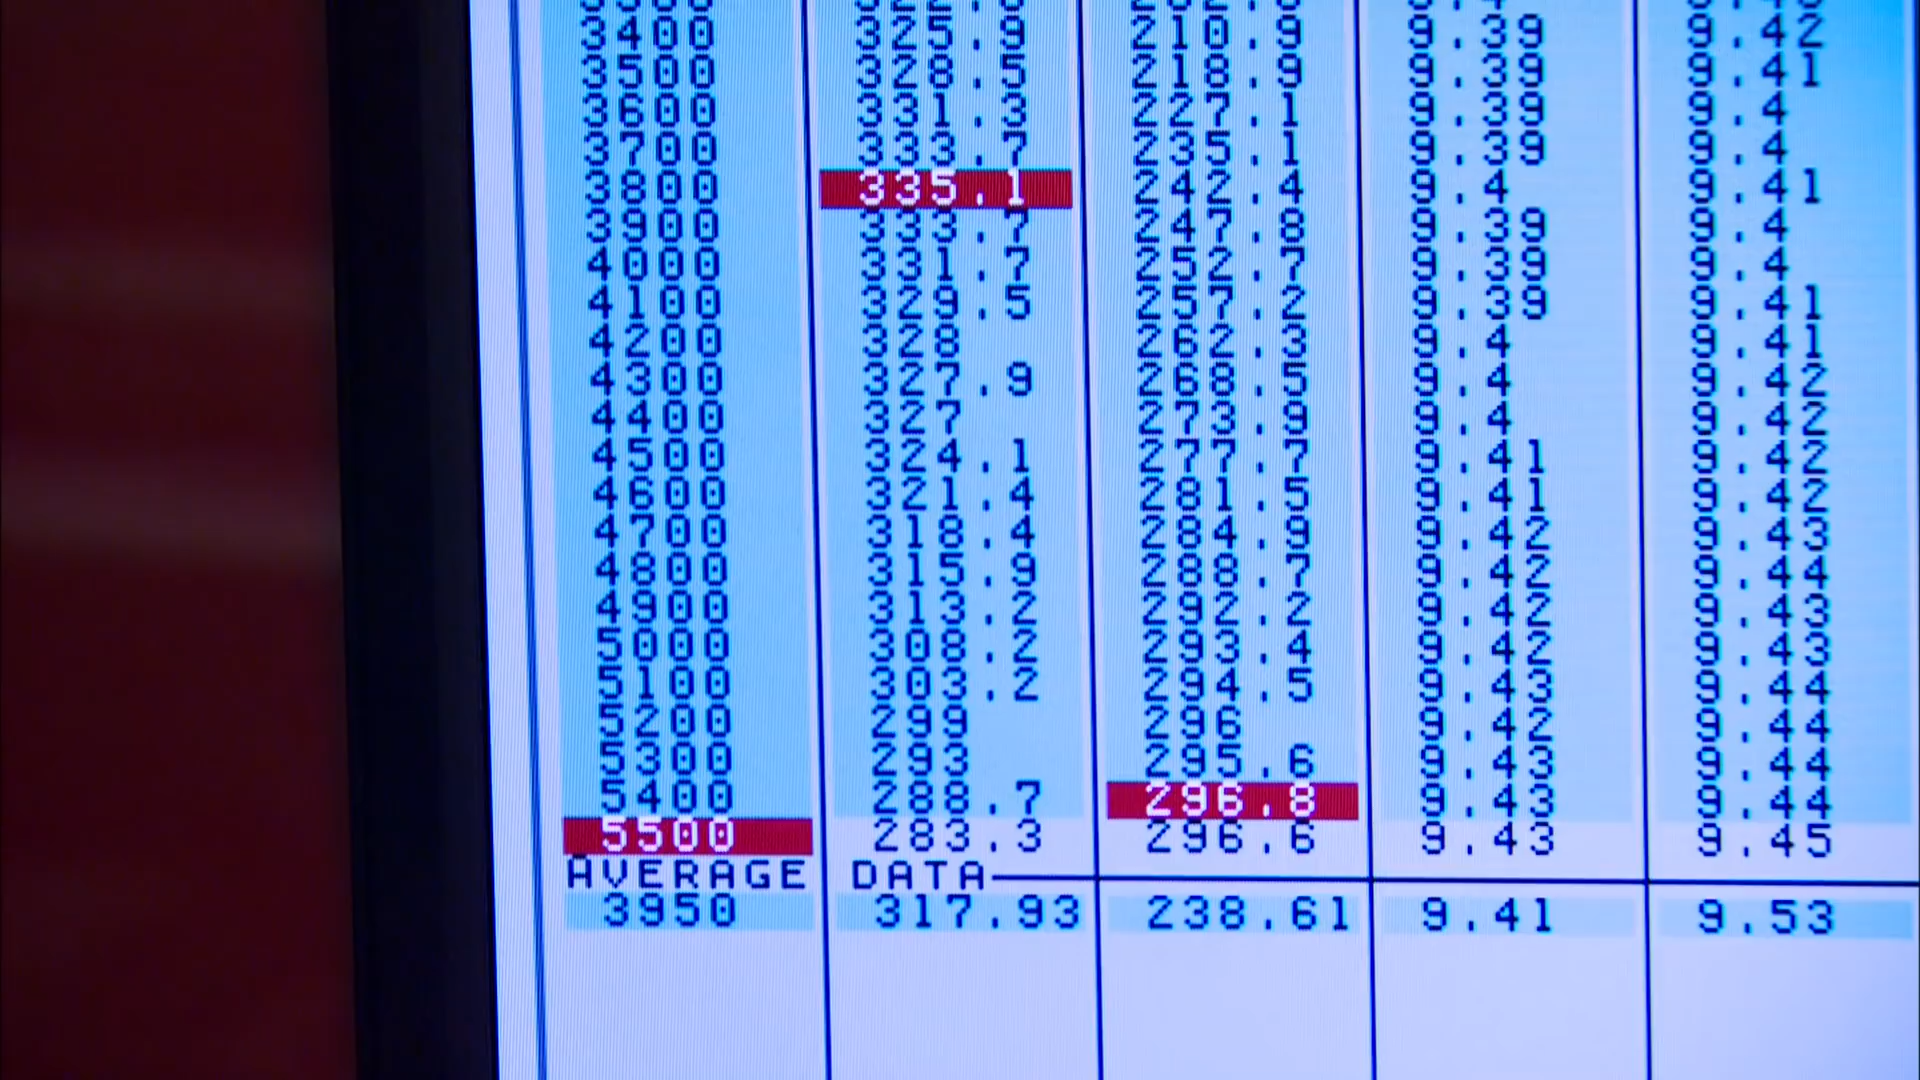 3400 325.9 210.9 9.39 9.42
3500 328.5 218.9 9.39 9.41
3600 331.3 227.1 9.39 9.4
3700 333.7 235.1 9.39 9.4
3800 335.1 242.4 9.4 9.41
3900 333.7 247.8 9.39 9.4
4000 331.7 252.7 9.39 9.4
4100 329.5 257.2 9.39 9.41
4200 328 262.3 9.4 9.41
4300 327.9 268.5 9.4 9.42
4400 327 273.9 9.4 9.42
4500 324.1 277.7 9.41 9.42
4600 321.4 281.5 9.41 9.42
4700 318.4 284.9 9.42 9.43
4800 315.9 288.7 9.42 9.44
4900 313.2 292.2 9.42 9.43
5000 308.2 293.4 9.42 9.43
5100 303.2 294.5 9.43 9.44
5200 299 296 9.42 9.44
5300 293 295.6 9.43 9.44
5400 288.7 296.8 9.43 9.44
5500 283.3 296.6 9.43 9.45
AVERAGE DATA
3950 317.93 238.61 9.41 9.53